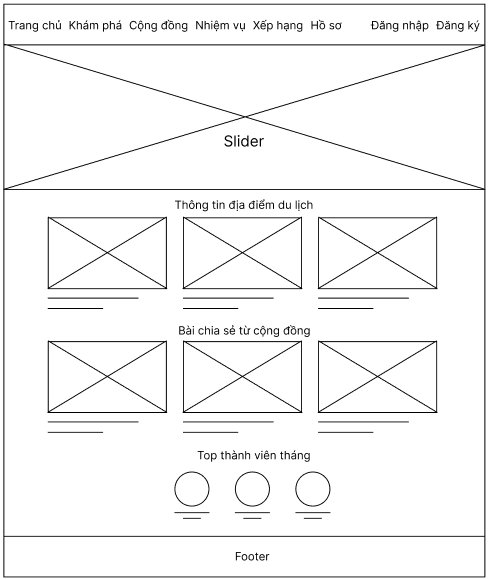 Trang chủ Khám phá Cộng đồng Nhiệm vụ Xếp hạng Hồ sơ Đăng nhập Đăng ký
Slider
Thông tin địa điểm du lịch
Bài chia sẻ từ cộng đồng
Top thành viên tháng
Footer